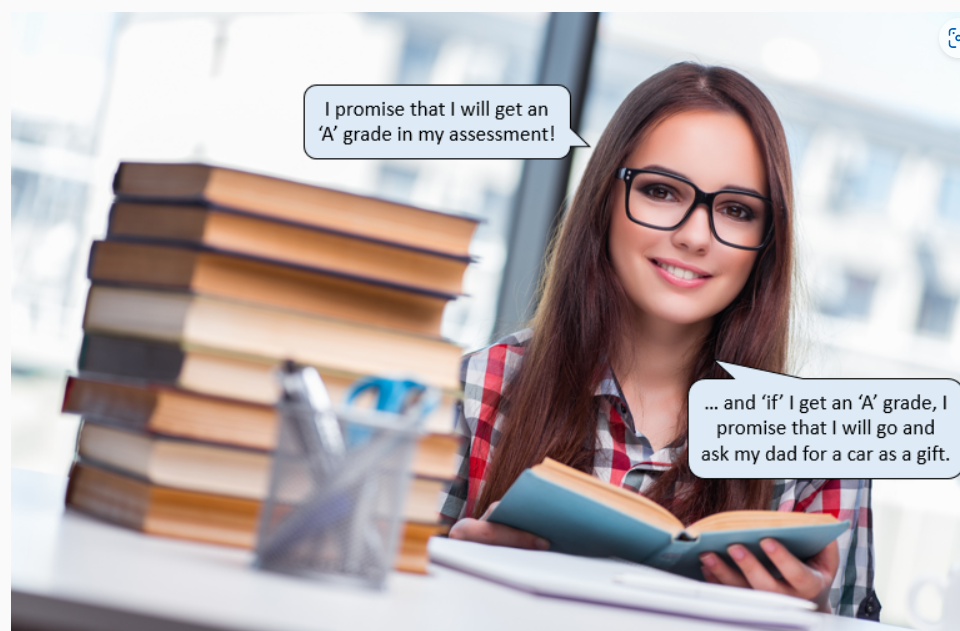 I promise that I will get an
‘A’ grade in my assessment!
... and ‘if’ I get an ‘A’ grade, I
promise that I will go and
ask my dad for a car as a gift.